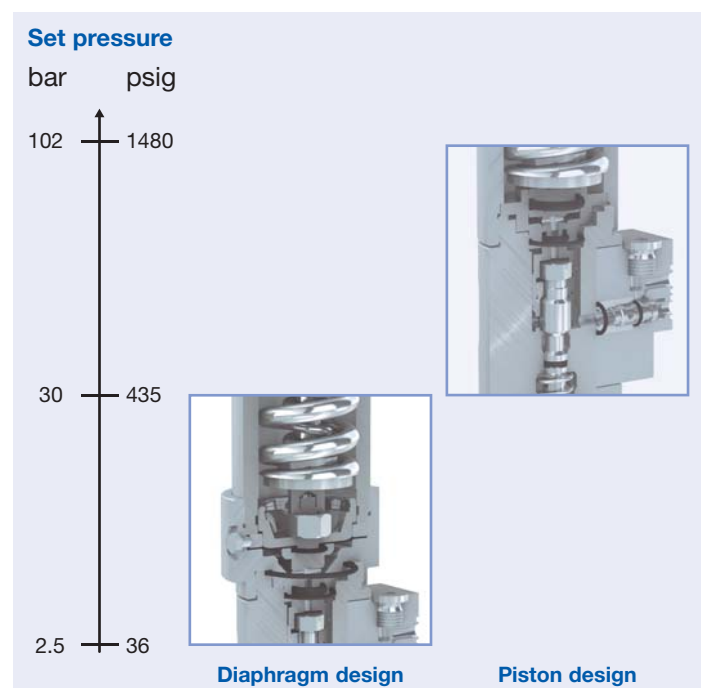 Set pressure
bar psig
102 1480
30 435
2.5 36
Diaphragm design Piston design